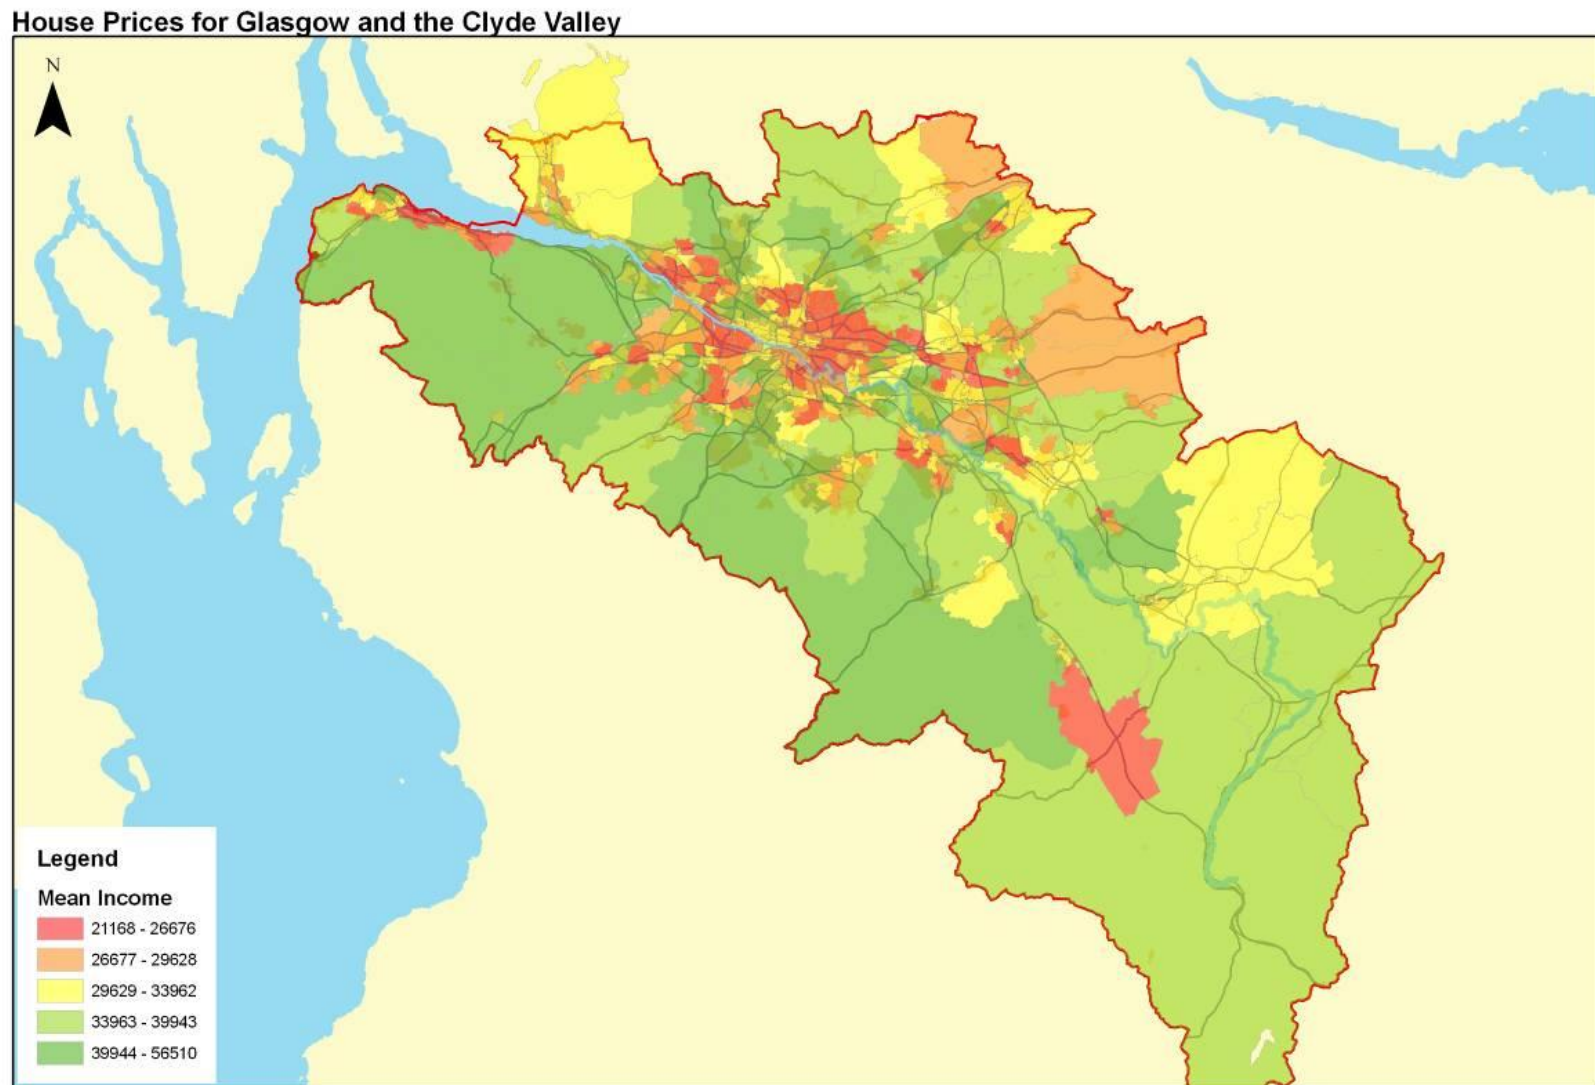 House Prices for Glasgow and the Clyde Valley
N
Legend
Mean Income
21168 - 26676
26677 - 29628
29629 - 33962
33963 - 39943
39944 - 56510